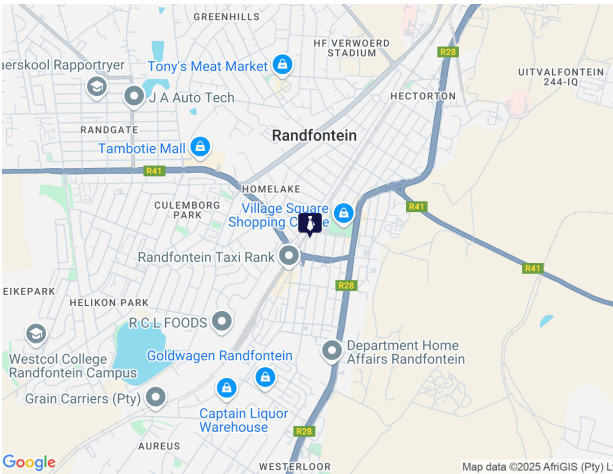 GREENHILLS
HF VERWOERD
STADIUM
R28
aerskool Rapportryer
Tony's Meat Market
UITVALFONTEIN
244-IQ
J A Auto Tech
HECTORTON
RANDGATE
Randfontein
Tambotie Mall
R41
HOMELAKE
CULEMBORG
PARK
Village Square
Shopping C
e
R41
Randfontein Taxi Rank
R41
EIKEPARK
R28
HELIKON PARK
R C L FOODS
Westcol College
Randfontein Campus
Goldwagen Randfontein
Department Home
Affairs Randfontein
Grain Carriers (Pty)
Captain Liquor
Warehouse
R28
AUREUS
WESTERLOOR
Google
Map data ©2025 AfriGIS (Pty) L